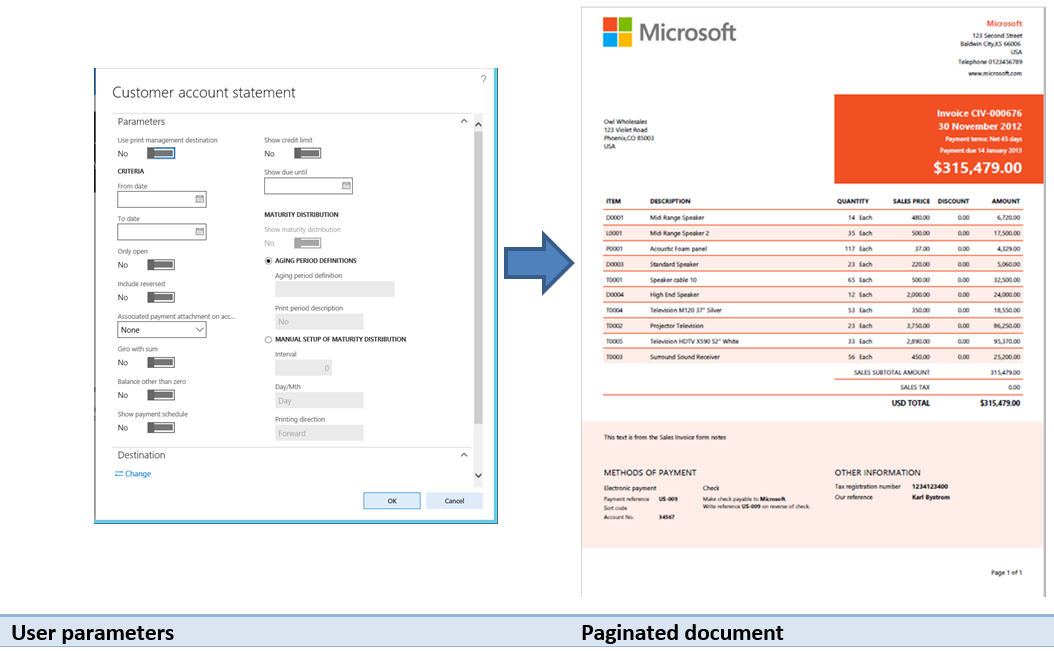 ?
Customer account statement
Parameters
Use print management destination
No
CRITERIA
From date
To date
Only open
No
Include reversed
No
Associated payment attachment on acc...
None
Giro with sum
No
Balance other than zero
No
Show payment schedule
No
Show credit limit
No
Show due until
MATURITY DISTRIBUTION
Show maturity distribution
No
AGING PERIOD DEFINITIONS
Aging period definition
Print period description
No
MANUAL SETUP OF MATURITY DISTRIBUTION
Interval
0
Day/Mth
Day
Printing direction
Forward
Destination
Change
OK Cancel
Microsoft
Microsoft
123 Second Street
Baldwin City,KS 66006
USA
Telephone 0123456789
www.microsoft.com
Owl Wholesales
123 Violet Road
Phoenix,CO 85003
USA
Invoice CIV-000676
30 November 2012
Payment terms: Net 45 days
Payment due 14 January 2013
$315,479.00
ITEM DESCRIPTION QUANTITY SALES PRICE DISCOUNT AMOUNT
D0001 Mid-Range Speaker 14 Each 480.00 0.00 6,720.00
L0001 Mid-Range Speaker 2 35 Each 500.00 0.00 17,500.00
P0001 Acoustic Foam panel 117 Each 37.00 0.00 4,329.00
D0003 Standard Speaker 23 Each 220.00 0.00 5,060.00
T0001 Speaker cable 10 65 Each 500.00 0.00 32,500.00
D0004 High End Speaker 12 Each 2,000.00 0.00 24,000.00
T0004 Television M120 37" Silver 53 Each 350.00 0.00 18,550.00
T0002 Projector Television 23 Each 3,750.00 0.00 86,250.00
T0005 Television HDTV X590 52" White 33 Each 2,890.00 0.00 95,370.00
T0003 Surround Sound Receiver 56 Each 450.00 0.00 25,200.00
SALES SUBTOTAL AMOUNT 315,479.00
SALES TAX 0.00
USD TOTAL $315,479.00
This text is from the Sales Invoice form notes
METHODS OF PAYMENT
Electronic payment
Payment reference US-009
Sort code
Account No. 34567
Check
Make check payable to Microsoft.
Write reference US-009 on reverse of check.
OTHER INFORMATION
Tax registration number 1234123400
Our reference Karl Bystrom
Page 1 of 1
User parameters Paginated document